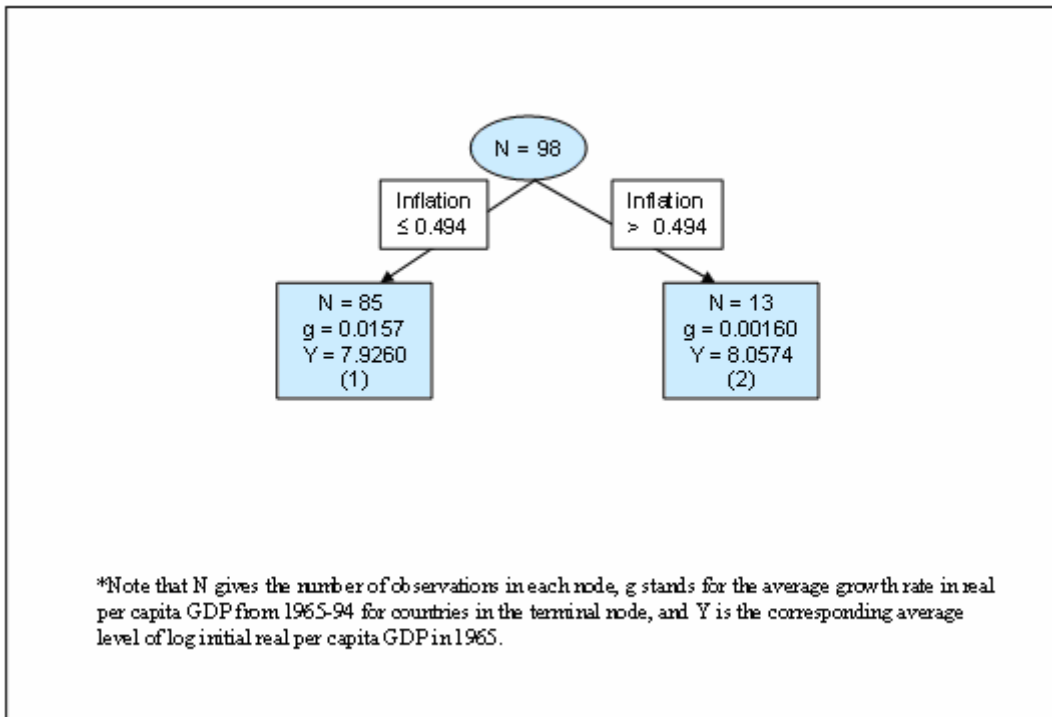 N = 98
Inflation
≤ 0.494
Inflation
> 0.494
N = 85
g = 0.0157
Y = 7.9260
(1)
N = 13
g = 0.00160
Y = 8.0574
(2)
*Note that N gives the number of observations in each node, g stands for the average growth rate in real
per capita GDP from 1965-94 for countries in the terminal node, and Y is the corresponding average
level of log initial real per capita GDP in 1965.